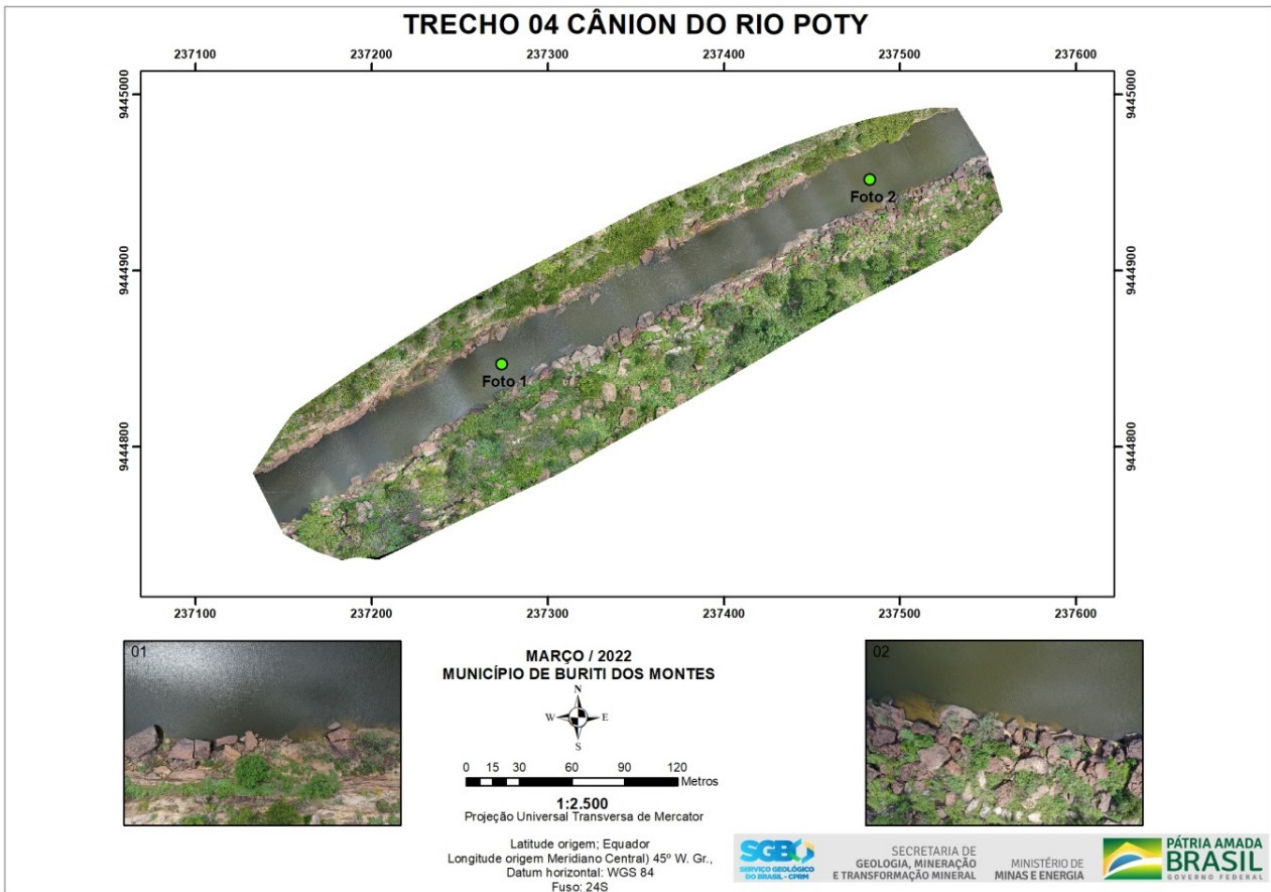 TRECHO 04 CÂNION DO RIO POTY
237100 237200 237300 237400 237500 237600
9445000 9445000
Foto 2
9444900 9444900
Foto 1
9444800 9444800
237100 237200 237300 237400 237500 237600
01
MARÇO / 2022
MUNICÍPIO DE BURITI DOS MONTES
N
W E
S
0 15 30 60 90 120 Metros
1:2.500
Projeção Universal Transversa de Mercator
Latitude origem; Equador
Longitude origem Meridiano Central) 45º W. Gr.,
Datum horizontal: WGS 84
Fuso: 24S
02
SGB
SERVIÇO GEOLÓGICO
DO BRASIL - CPRM
SECRETARIA DE
GEOLOGIA, MINERAÇÃO
E TRANSFORMAÇÃO MINERAL
MINISTÉRIO DE
MINAS E ENERGIA
PÁTRIA AMADA
BRASIL
GOVERNO FEDERAL